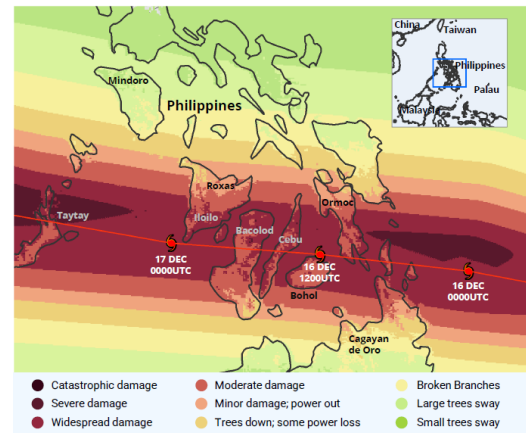 China
Taiwan
Philippines
Palau
Malaysia
Mindoro
Philippines
Roxas
Ormoc
Taytay
Iloilo
Bacolod
Cebu
17 DEC
0000UTC
16 DEC
1200UTC
16 DEC
0000UTC
Bohol
Cagayan
de Oro
Catastrophic damage
Severe damage
Widespread damage
Moderate damage
Minor damage; power out
Trees down; some power loss
Broken Branches
Large trees sway
Small trees sway